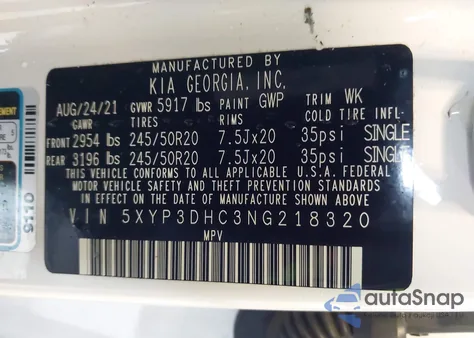 MANUFACTURED BY
KIA GEORGIA, INC.
AUG/24/21 GVWR 5917 lbs PAINT GWP TRIM WK
GAWR TIRES RIMS COLD TIRE INFL.
FRONT 2954 lbs 245/50R20 7.5Jx20 35psi SINGLE
REAR 3196 lbs 245/50R20 7.5Jx20 35psi SINGLE
THIS VEHICLE CONFORMS TO ALL APPLICABLE U.S.A. FEDERAL
MOTOR VEHICLE SAFETY, BUMPER, AND THEFT PREVENTION STANDARDS
IN EFFECT ON THE DATE OF MANUFACTURE SHOWN ABOVE.
VIN 5XYP3DHC3NG218320
MPV
0110
autoSnap